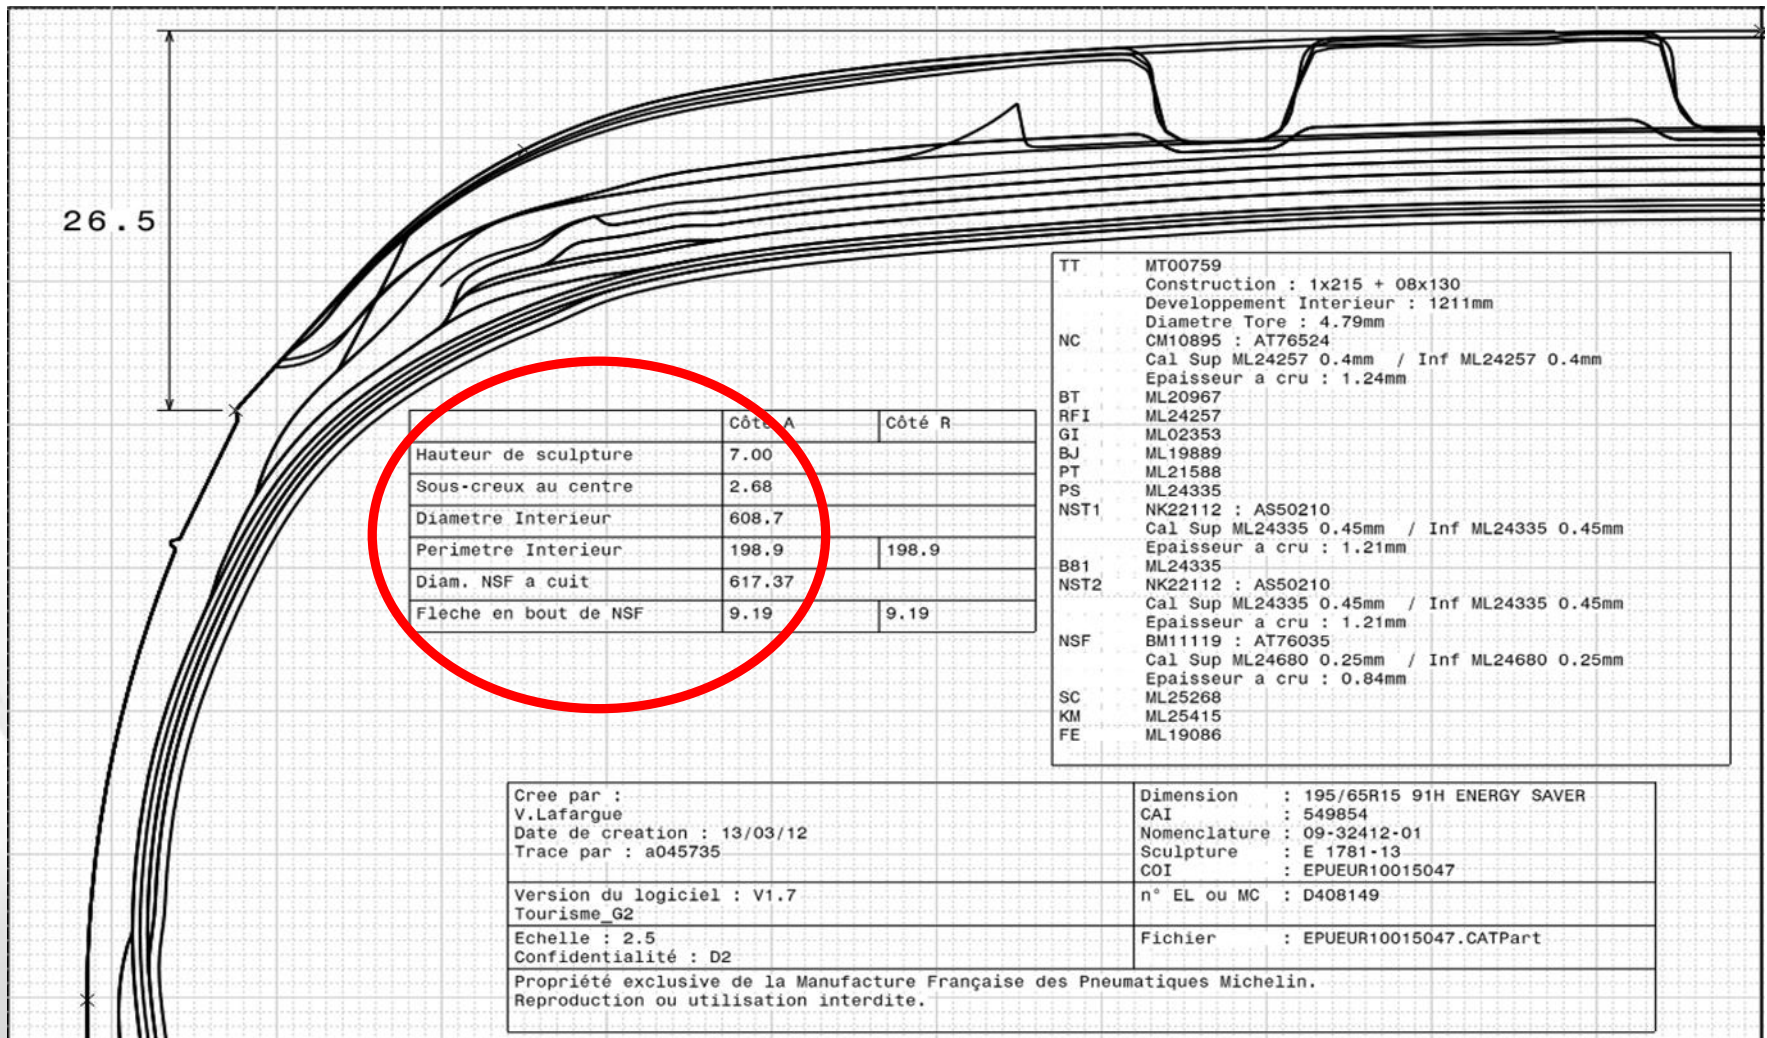 26.5
TT MT00759
Construction : 1x215 + 08x130
Developpement Interieur : 1211mm
Diametre Tore : 4.79mm
NC CM10895 : AT76524
Cal Sup ML24257 0.4mm / Inf ML24257 0.4mm
Epaisseur a cru : 1.24mm
BT ML20967
RFI ML24257
GI ML02353
BJ ML19889
PT ML21588
PS ML24335
NST1 NK22112 : AS50210
Cal Sup ML24335 0.45mm / Inf ML24335 0.45mm
Epaisseur a cru : 1.21mm
B81 ML24335
NST2 NK22112 : AS50210
Cal Sup ML24335 0.45mm / Inf ML24335 0.45mm
Epaisseur a cru : 1.21mm
NSF BM11119 : AT76035
Cal Sup ML24680 0.25mm / Inf ML24680 0.25mm
Epaisseur a cru : 0.84mm
SC ML25268
KM ML25415
FE ML19086
Côté A Côté R
Hauteur de sculpture 7.00
Sous-creux au centre 2.68
Diametre Interieur 608.7
Perimetre Interieur 198.9 198.9
Diam. NSF a cuit 617.37
Fleche en bout de NSF 9.19 9.19
Cree par :
V.Lafargue
Date de creation : 13/03/12
Trace par : a045735
Dimension : 195/65R15 91H ENERGY SAVER
CAI : 549854
Nomenclature : 09-32412-01
Sculpture : E 1781-13
COI : EPUEUR10015047
Version du logiciel : V1.7
Tourisme_G2
n° EL ou MC : D408149
Echelle : 2.5
Confidentialité : D2
Fichier : EPUEUR10015047.CATPart
Propriété exclusive de la Manufacture Française des Pneumatiques Michelin.
Reproduction ou utilisation interdite.